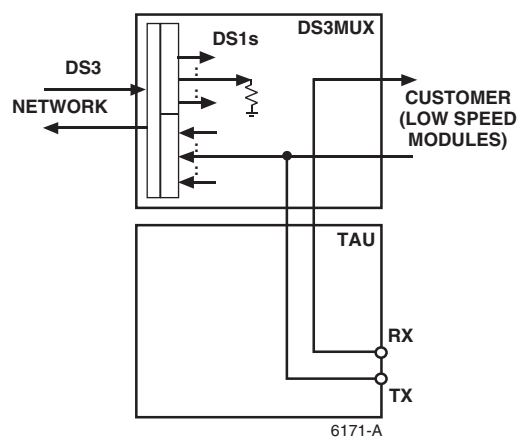 DS3MUX
DS1s
DS3
NETWORK
CUSTOMER
(LOW SPEED
MODULES)
TAU
RX
TX
6171-A